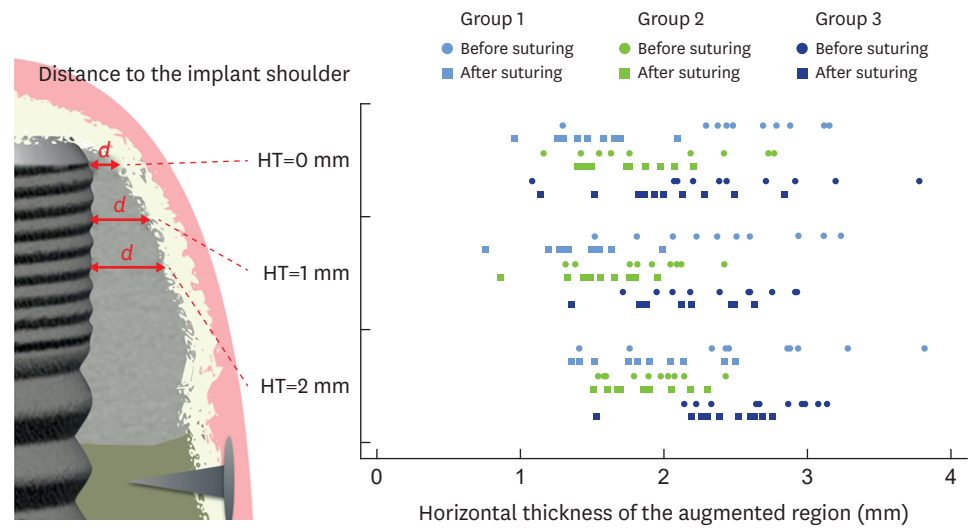 Group 1
Group 2
Group 3
Before suturing
Before suturing
Before suturing
After suturing
After suturing
After suturing
Distance to the implant shoulder
d
HT=0 mm
d
HT=1 mm
d
HT=2 mm
0
1
2
3
4
Horizontal thickness of the augmented region (mm)